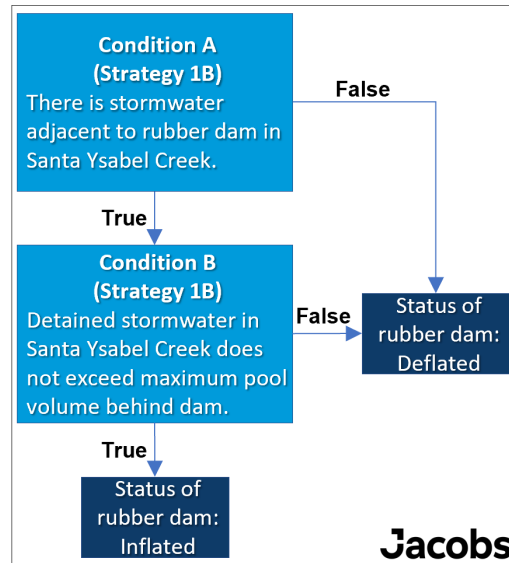 Condition A
(Strategy 1B)
There is stormwater
adjacent to rubber dam in
Santa Ysabel Creek.
False
True
Condition B
(Strategy 1B)
Detained stormwater in
Santa Ysabel Creek does
not exceed maximum pool
volume behind dam.
False
Status of
rubber dam:
Deflated
True
Status of
rubber dam:
Inflated
Jacobs